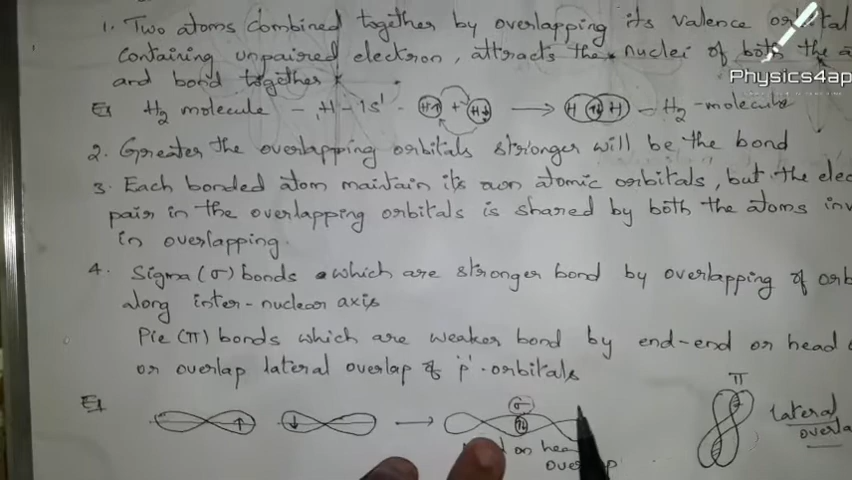 1. Two atoms combined together by overlapping its valence orbital
containing unpaired electron, attracts the nuclei of both the a
and bond together
Physics4ap
Eg H2 molecule - H - 1s1 - H↑ + H↓ → H ↑↓ H - H2 - molecule
2. Greater the overlapping orbitals stronger will be the bond
3. Each bonded atom maintain its own atomic orbitals, but the elec
pair in the overlapping orbitals is shared by both the atoms inv
in overlapping.
4. Sigma (σ) bonds which are stronger bond by overlapping of orb
along inter-nuclear axis
Pie (π) bonds which are weaker bond by end-end or head o
or overlap lateral overlap of 'p'-orbitals
Eg ↑ ↓ → σ ↑↓
on hea
π
lateral
overla